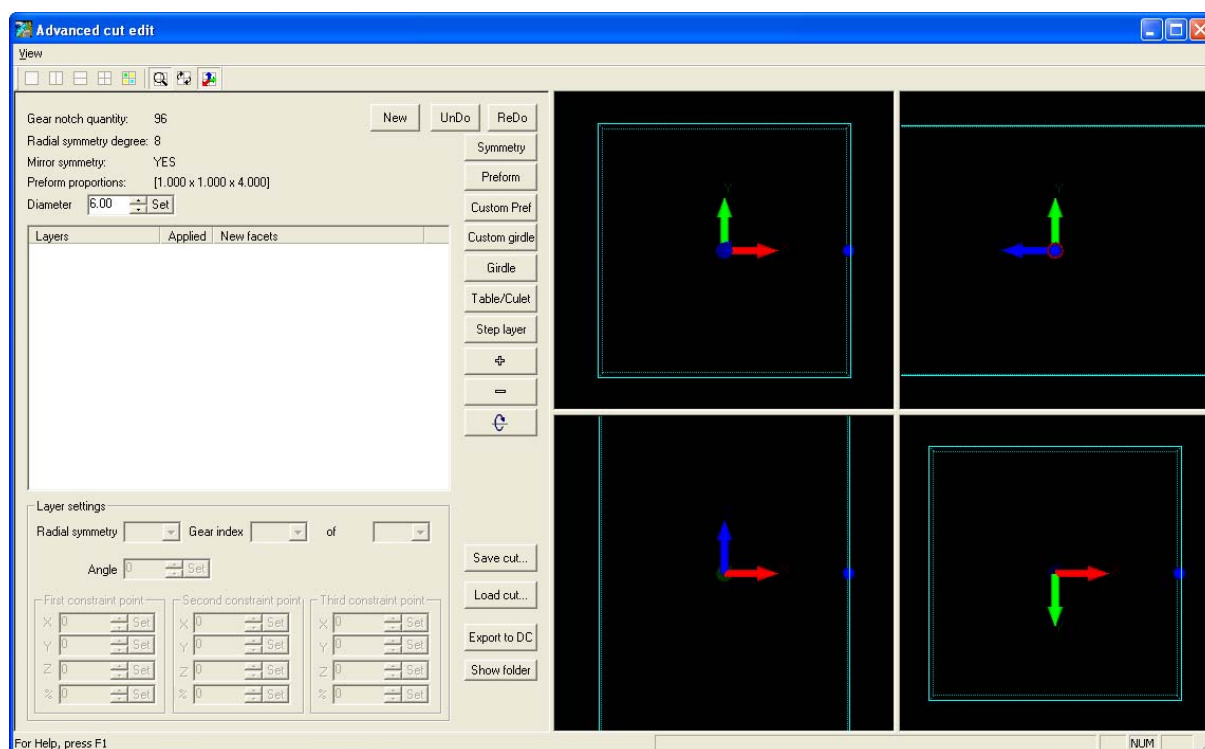 Advanced cut edit
View
Gear notch quantity: 96
New UnDo ReDo
Radial symmetry degree: 8
Symmetry
Mirror symmetry: YES
Preform proportions: [1.000 x 1.000 x 4.000]
Preform
Diameter 6.00 Set
Custom Pref
Layers Applied New facets
Custom girdle
Girdle
Table/Culet
Step layer
Layer settings
Radial symmetry Gear index of
Angle 0 Set
Save cut...
Load cut...
First constraint point Second constraint point Third constraint point
X 0 Set X 0 Set X 0 Set
Y 0 Set Y 0 Set Y 0 Set
Z 0 Set Z 0 Set Z 0 Set
% 0 Set % 0 Set % 0 Set
Export to DC
Show folder
For Help, press F1
NUM
Y
Y